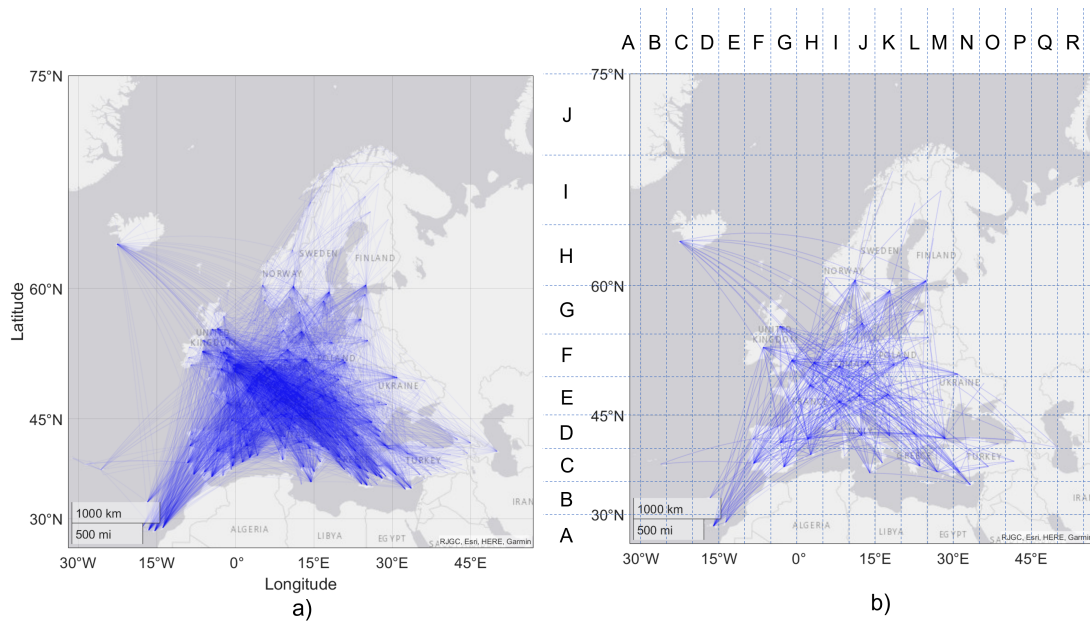 A B C D E F G H I J K L M N O P Q R
75°N
60°N
45°N
30°N
Latitude
SWEDEN
FINLAND
NORWAY
UNITED
KINGDOM
UKRAINE
TURKEY
ALGERIA
LIBYA
EGYPT
IRAN
1000 km
500 mi
RJGC, Esri, HERE, Garmin
30°W 15°W 0° 15°E 30°E 45°E
Longitude
a)
75°N
60°N
45°N
30°N
J
I
H
G
F
E
D
C
B
A
SWEDEN
FINLAND
NORWAY
UKRAINE
GREECE
TURKEY
ALGERIA
LIBYA
EGYPT
1000 km
500 mi
RJGC, Esri, HERE, Garmin
30°W 15°W 0° 15°E 30°E 45°E
b)